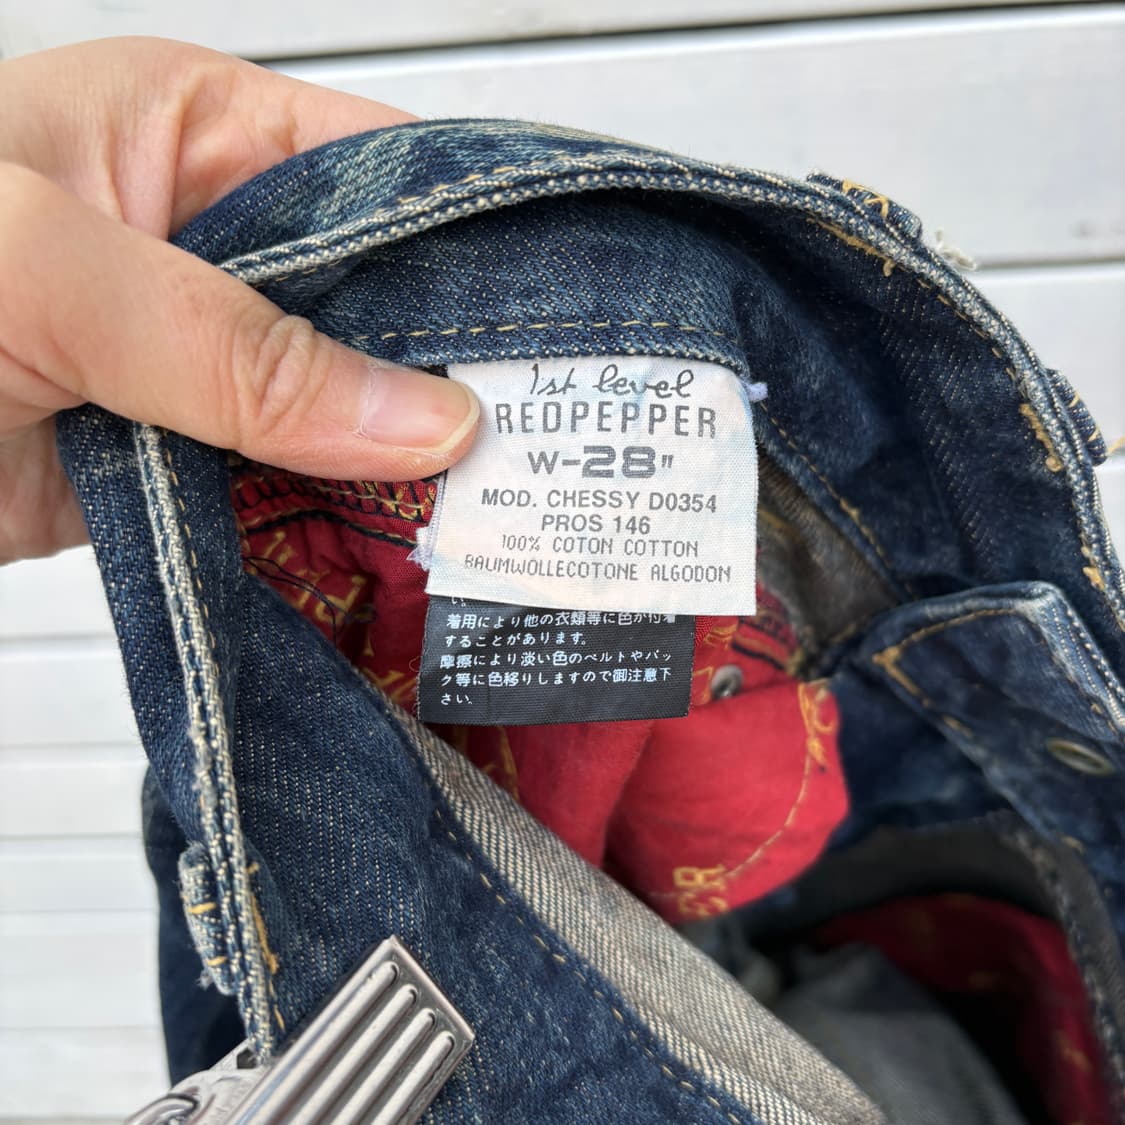 1st level
REDPEPPER
W-28"
MOD. CHESSY D0354
PROS 146
100% COTON COTTON
BAUMWOLLECOTONE ALGODON
い。
着用により他の衣類等に色が付着
することがあります。
摩擦により淡い色のベルトやバッ
ク等に色移りしますので御注意下
さい。